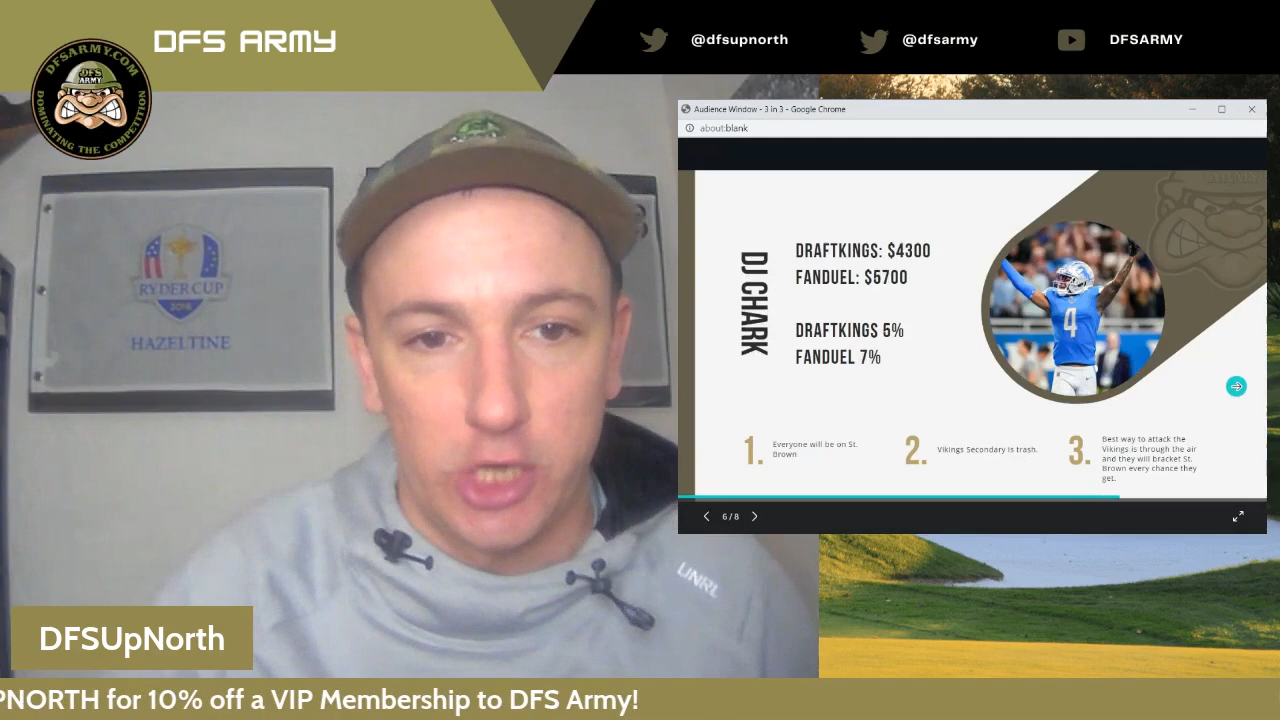 DFS ARMY
@dfsupnorth
@dfsarmy
DFSARMY
DFSARMY.COM
DFS
ARMY
DOMINATING THE COMPETITION
RYDER CUP
HAZELTINE
Audience Window - 3 in 3 - Google Chrome
about:blank
DJ CHARK
DRAFTKINGS: $4300
FANDUEL: $5700
DRAFTKINGS 5%
FANDUEL 7%
4
1.
Everyone will be on St.
Brown
2.
Vikings Secondary is trash.
3.
Best way to attack the
Vikings is through the air
and they will bracket St.
Brown every chance they
get.
6/8
UNRL
DFSUpNorth
PNORTH for 10% off a VIP Membership to DFS Army!